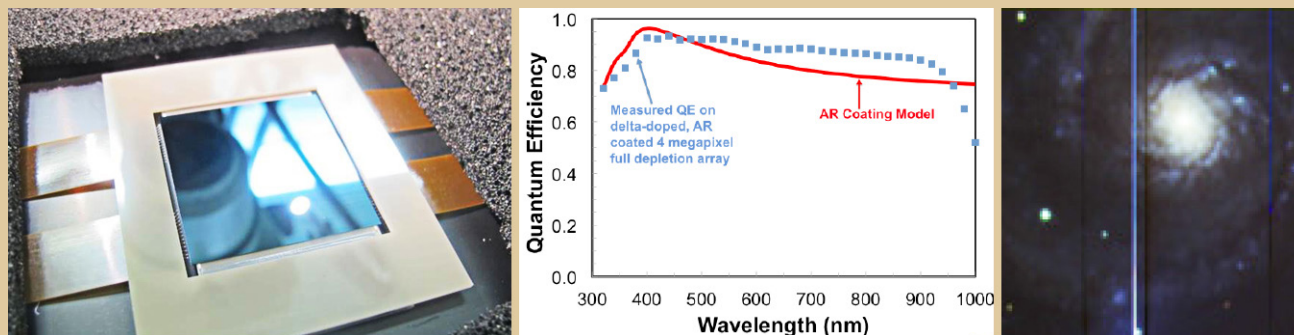 Quantum Efficiency
1.0
0.8
0.6
0.4
0.2
0.0
Measured QE on
delta-doped, AR
coated 4 megapixel
full depletion array
AR Coating Model
300 400 500 600 700 800 900 1000
Wavelength (nm)